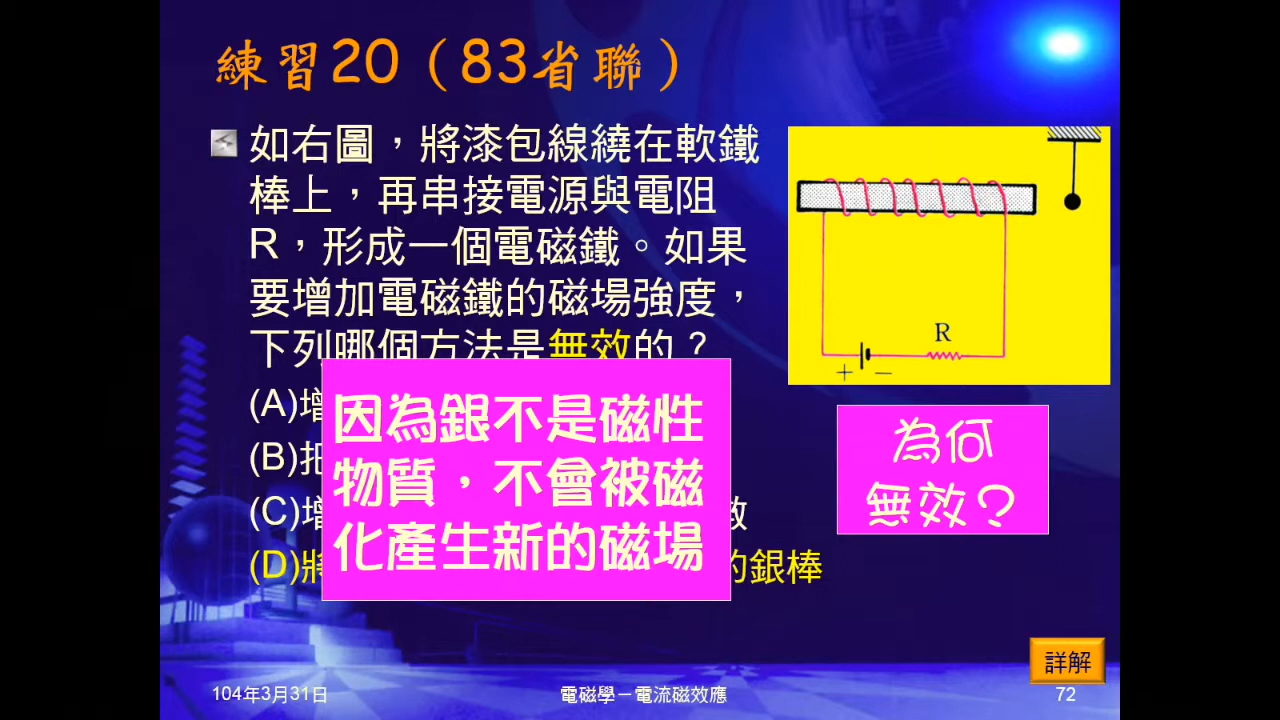 練習20（83省聯）
如右圖，將漆包線繞在軟鐵
棒上，再串接電源與電阻
R，形成一個電磁鐵。如果
要增加電磁鐵的磁場強度，
下列哪個方法是無效的？
(A)增
(B)把
(C)增
(D)將
的銀棒
因為銀不是磁性
物質，不會被磁
化產生新的磁場
R
+ −
為何
無效？
詳解
104年3月31日
電磁學－電流磁效應
72